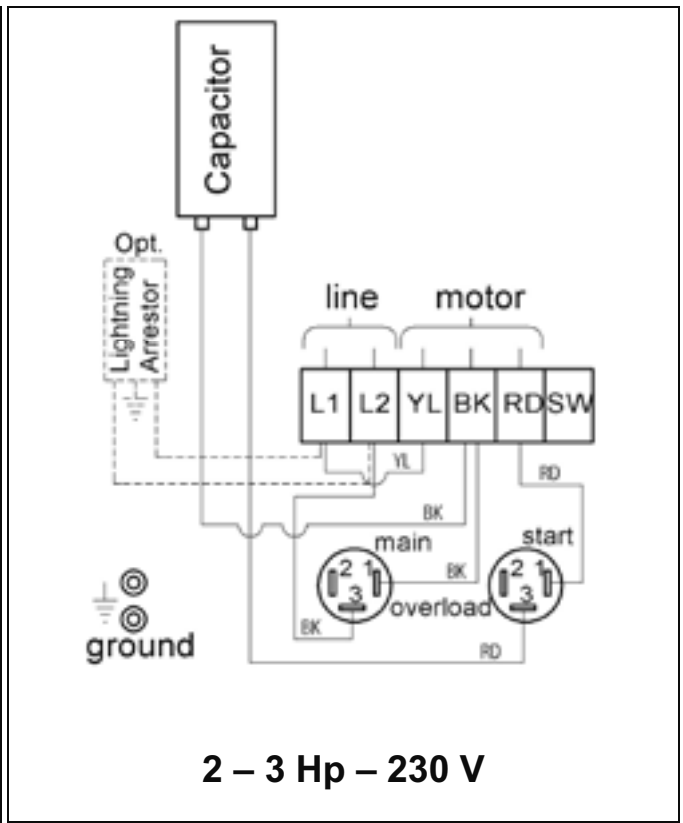 Capacitor
Opt.
Lightning
Arrestor
line motor
L1 L2 YL BK RD SW
YL
RD
BK
main start
2 1 BK 2 1
3 overload 3
BK
RD
ground
2 – 3 Hp – 230 V